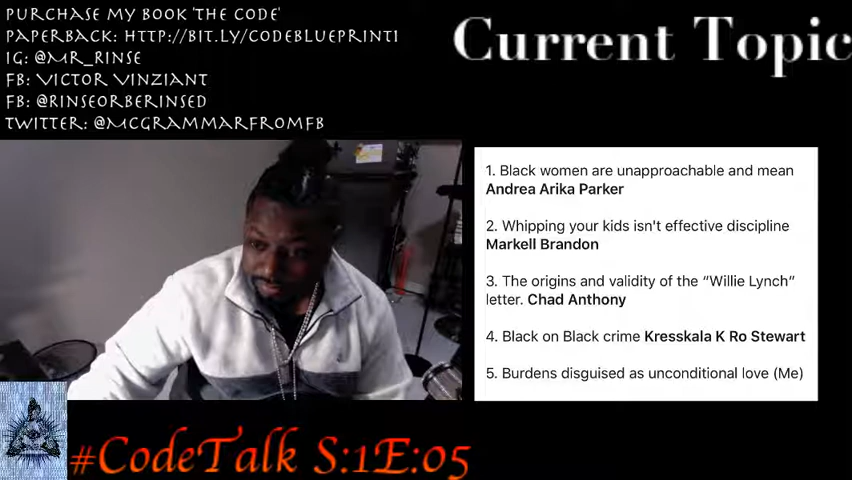 PURCHASE MY BOOK 'THE CODE'
PAPERBACK: HTTP://BIT.LY/CODEBLUEPRINT1
IG: @MR_RINSE
FB: VICTOR VINZIANT
FB: @RINSEORBERINSED
TWITTER: @MCGRAMMARFROMFB
Current Topic
1. Black women are unapproachable and mean
Andrea Arika Parker
2. Whipping your kids isn't effective discipline
Markell Brandon
3. The origins and validity of the “Willie Lynch”
letter. Chad Anthony
4. Black on Black crime Kresskala K Ro Stewart
5. Burdens disguised as unconditional love (Me)
#CodeTalk S:1E:05